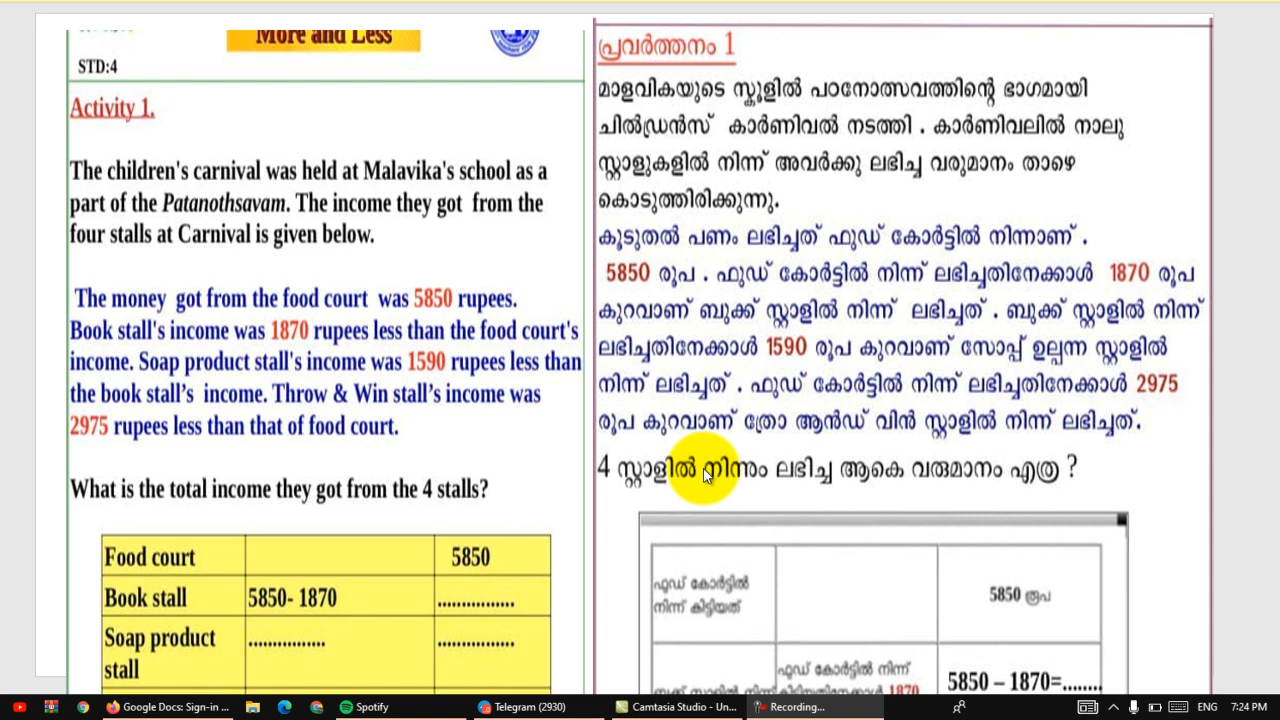 More and Less
STD:4
Activity 1.
The children's carnival was held at Malavika's school as a
part of the Patanothsavam. The income they got from the
four stalls at Carnival is given below.
The money got from the food court was 5850 rupees.
Book stall's income was 1870 rupees less than the food court's
income. Soap product stall's income was 1590 rupees less than
the book stall’s income. Throw & Win stall’s income was
2975 rupees less than that of food court.
What is the total income they got from the 4 stalls?
Food court 5850
Book stall 5850- 1870 ................
Soap product ................ ................
stall
പ്രവർത്തനം 1
മാളവികയുടെ സ്കൂളിൽ പഠനോത്സവത്തിന്റെ ഭാഗമായി
ചിൽഡ്രൻസ് കാർണിവൽ നടത്തി . കാർണിവലിൽ നാലു
സ്റ്റാളുകളിൽ നിന്ന് അവർക്കു ലഭിച്ച വരുമാനം താഴെ
കൊടുത്തിരിക്കുന്നു.
കൂടുതൽ പണം ലഭിച്ചത് ഫുഡ് കോർട്ടിൽ നിന്നാണ് .
5850 രൂപ . ഫുഡ് കോർട്ടിൽ നിന്ന് ലഭിച്ചതിനേക്കാൾ 1870 രൂപ
കുറവാണ് ബുക്ക് സ്റ്റാളിൽ നിന്ന് ലഭിച്ചത് . ബുക്ക് സ്റ്റാളിൽ നിന്ന്
ലഭിച്ചതിനേക്കാൾ 1590 രൂപ കുറവാണ് സോപ്പ് ഉല്പന്ന സ്റ്റാളിൽ
നിന്ന് ലഭിച്ചത് . ഫുഡ് കോർട്ടിൽ നിന്ന് ലഭിച്ചതിനേക്കാൾ 2975
രൂപ കുറവാണ് ത്രോ ആൻഡ് വിൻ സ്റ്റാളിൽ നിന്ന് ലഭിച്ചത്.
4 സ്റ്റാളിൽ നിന്നും ലഭിച്ച ആകെ വരുമാനം എത്ര ?
ഫുഡ് കോർട്ടിൽ
നിന്ന് കിട്ടിയത് 5850 രൂപ
ഫുഡ് കോർട്ടിൽ നിന്ന്
5850 – 1870=........
ബുക്ക് സ്റ്റാളിൽ നിന്ന് കിട്ടിയതിനേക്കാൾ 1870
Google Docs: Sign-in ... Spotify Telegram (2930) Camtasia Studio - Un... Recording... ENG 7:24 PM